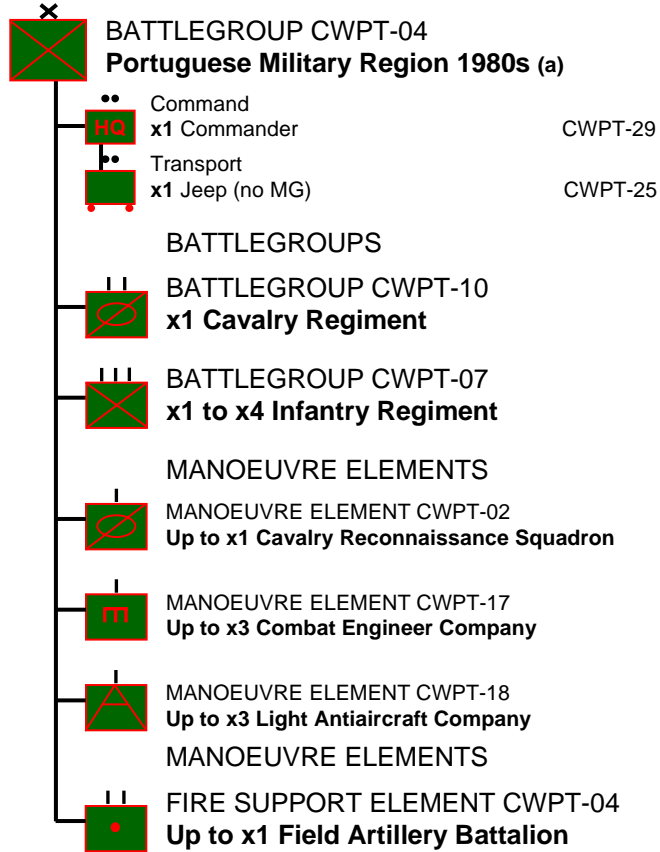 BATTLEGROUP CWPT-04
Portuguese Military Region 1980s (a)
Command
HQ x1 Commander CWPT-29
Transport
x1 Jeep (no MG) CWPT-25
BATTLEGROUPS
BATTLEGROUP CWPT-10
x1 Cavalry Regiment
BATTLEGROUP CWPT-07
x1 to x4 Infantry Regiment
MANOEUVRE ELEMENTS
MANOEUVRE ELEMENT CWPT-02
Up to x1 Cavalry Reconnaissance Squadron
MANOEUVRE ELEMENT CWPT-17
Up to x3 Combat Engineer Company
MANOEUVRE ELEMENT CWPT-18
Up to x3 Light Antiaircraft Company
MANOEUVRE ELEMENTS
FIRE SUPPORT ELEMENT CWPT-04
Up to x1 Field Artillery Battalion